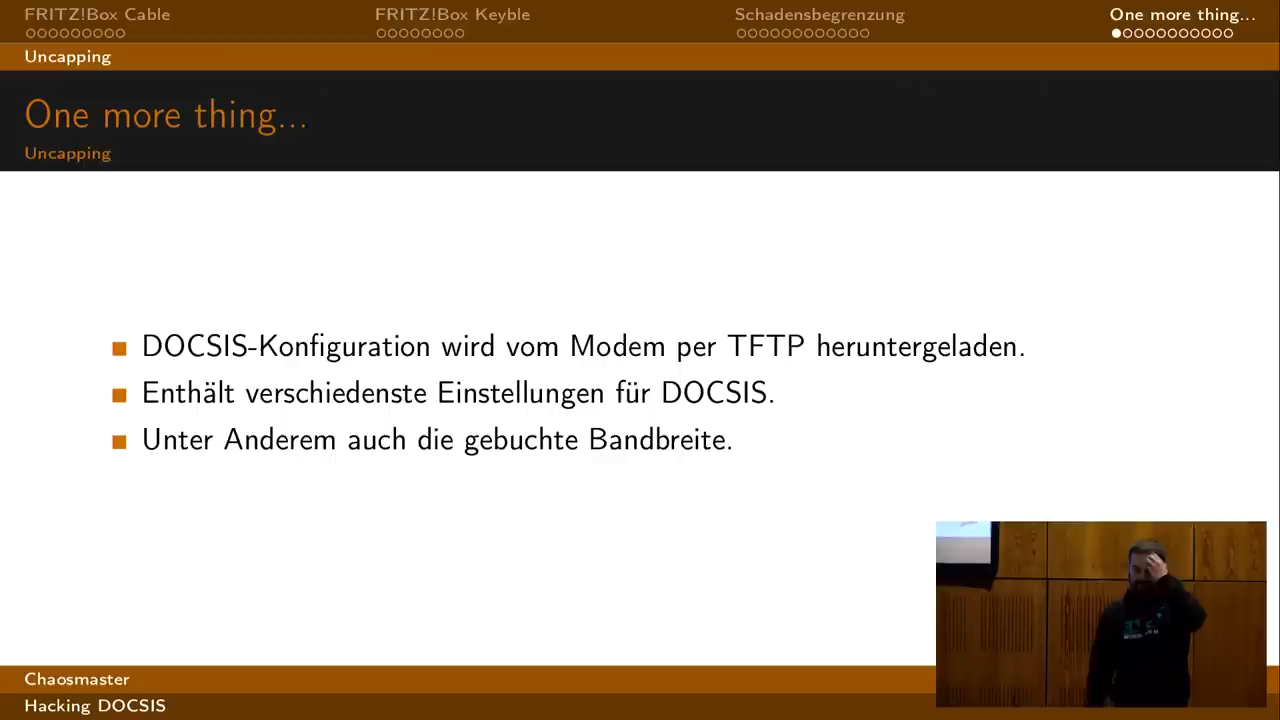 FRITZ!Box Cable
FRITZ!Box Keyble
Schadensbegrenzung
One more thing...
Uncapping
One more thing...
Uncapping
DOCSIS-Konfiguration wird vom Modem per TFTP heruntergeladen.
Enthält verschiedenste Einstellungen für DOCSIS.
Unter Anderem auch die gebuchte Bandbreite.
Chaosmaster
Hacking DOCSIS